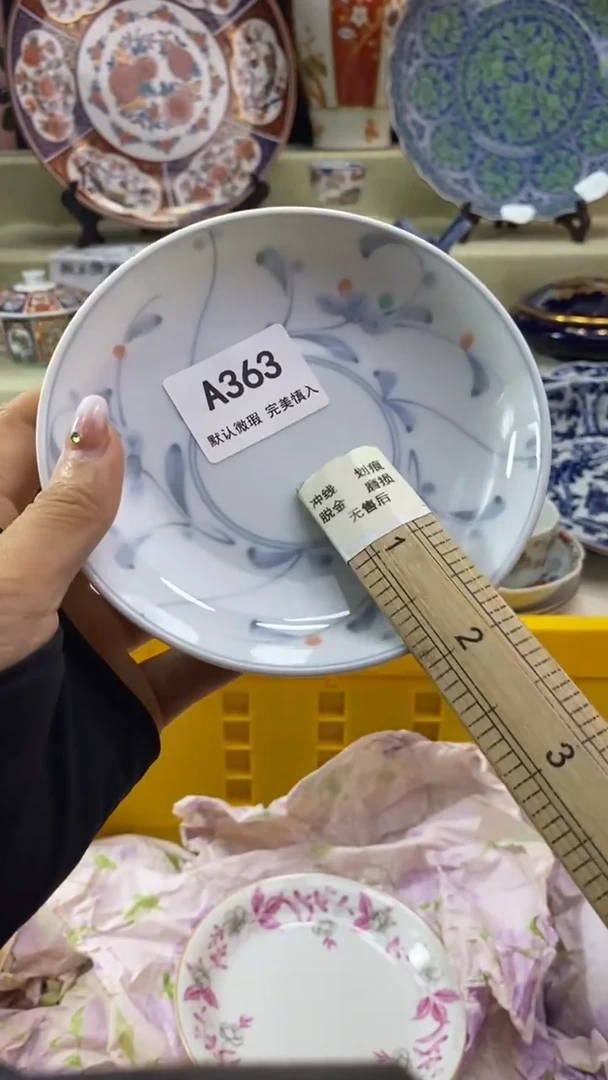 A363
默认微瑕 完美慎入
冲线 划痕
脱金 磨损
无售后
1
2
3